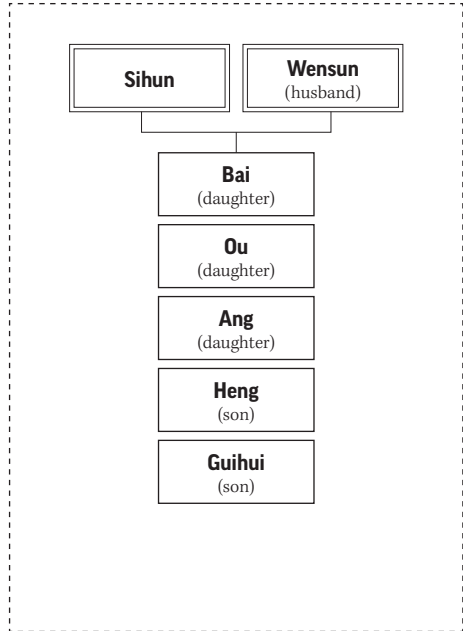 Sihun
Wensun
(husband)
Bai
(daughter)
Ou
(daughter)
Ang
(daughter)
Heng
(son)
Guihui
(son)